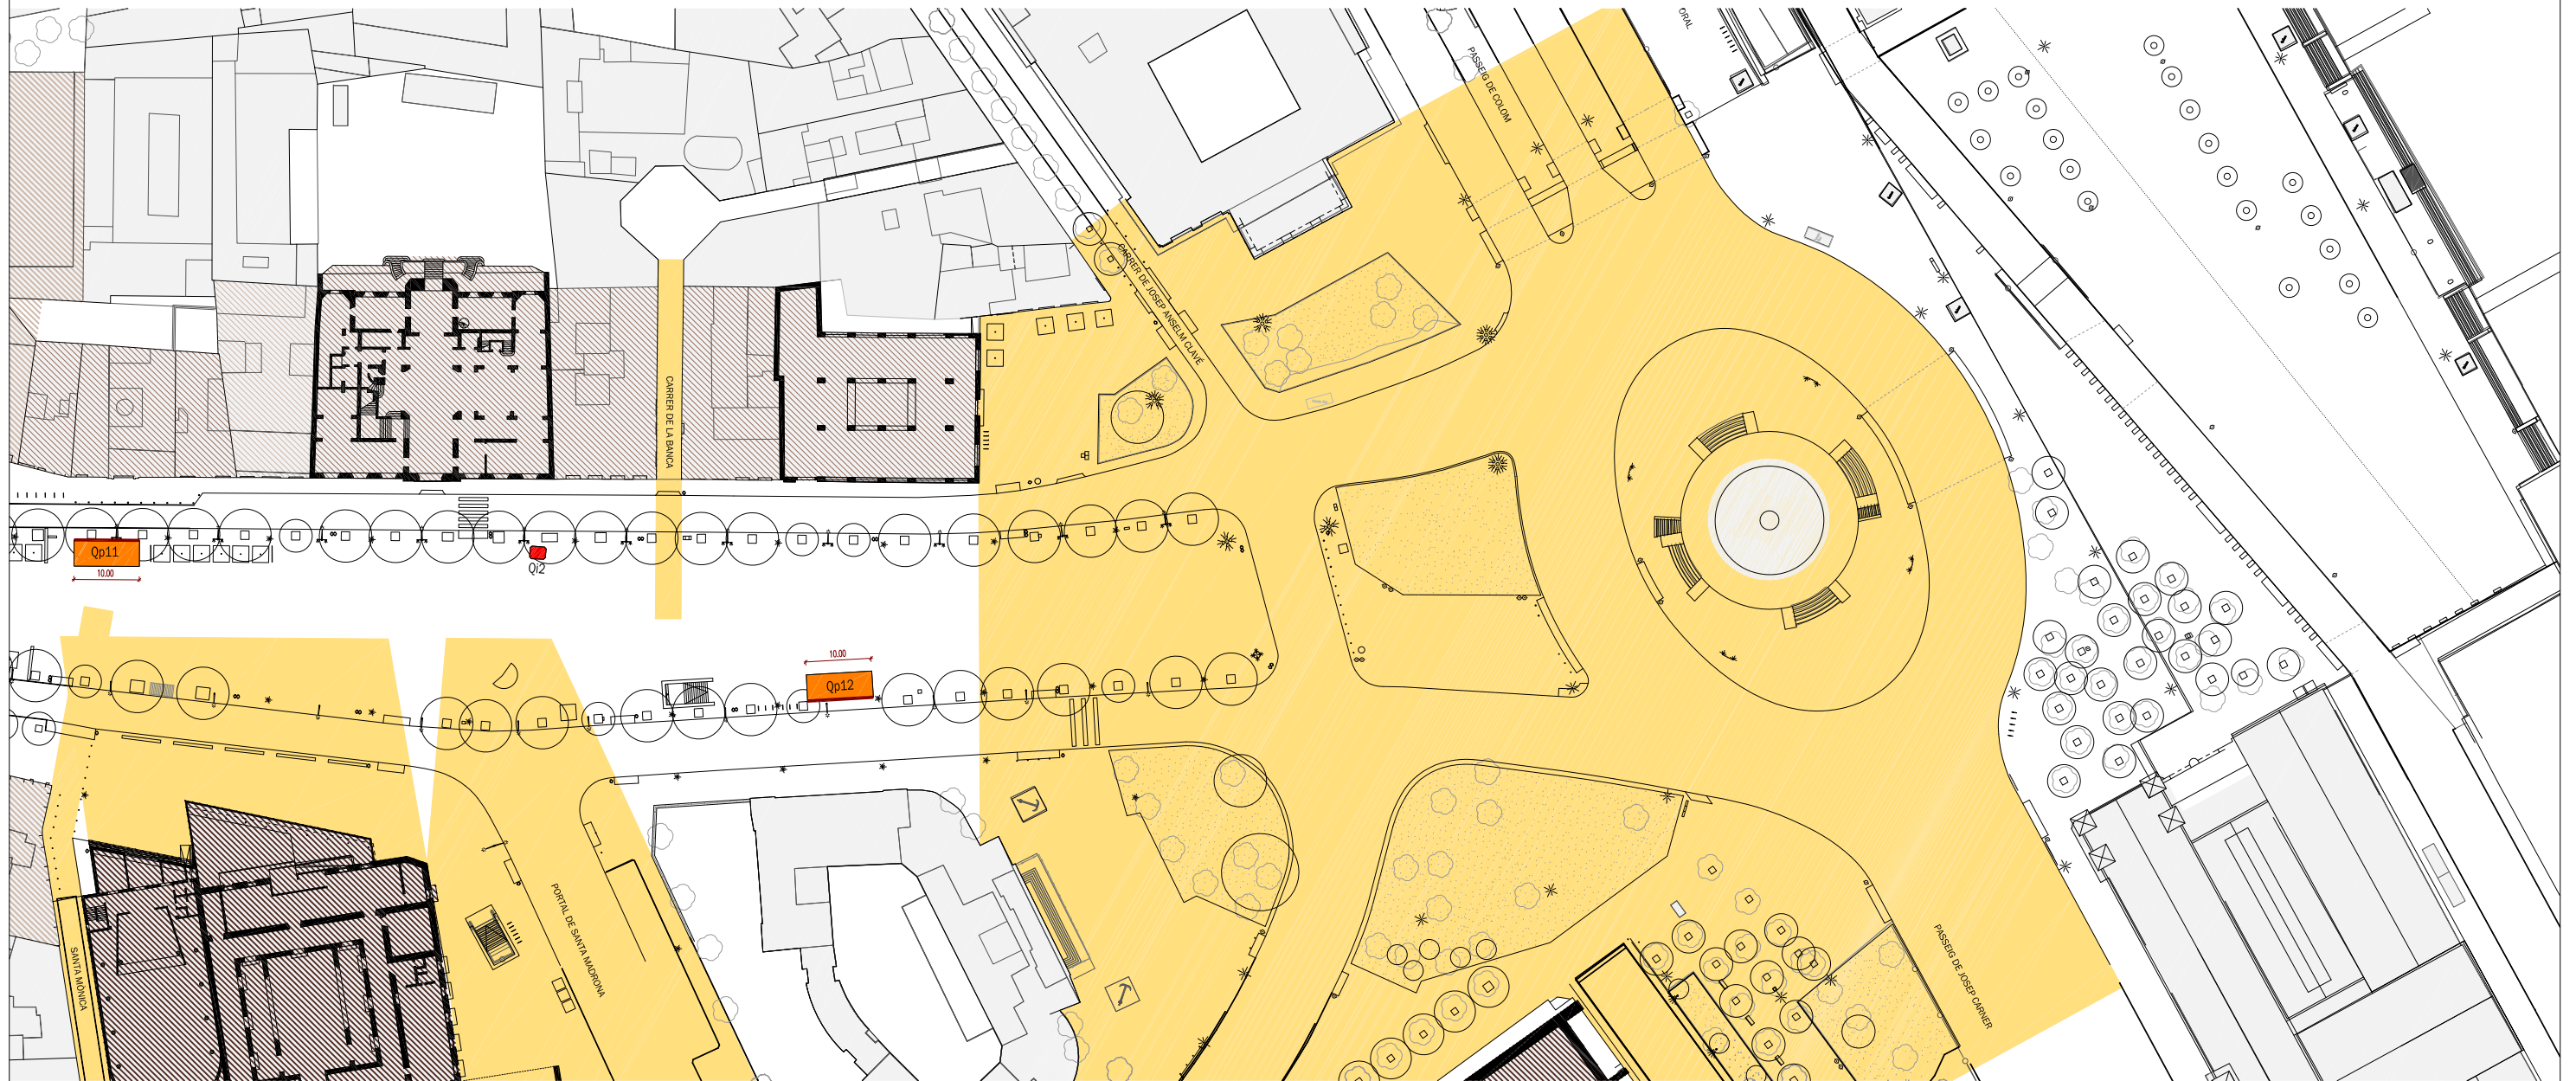 ORAL
PASSEIG DE COLOM
CARRER DE JOSEP ANSELM CLAVÉ
CARRER DE LA BANCA
Qp11
10.00
Qi2
10.00
Qp12
PORTAL DE SANTA MADRONA
SANTA MÒNICA
PASSEIG DE JOSEP CARNER